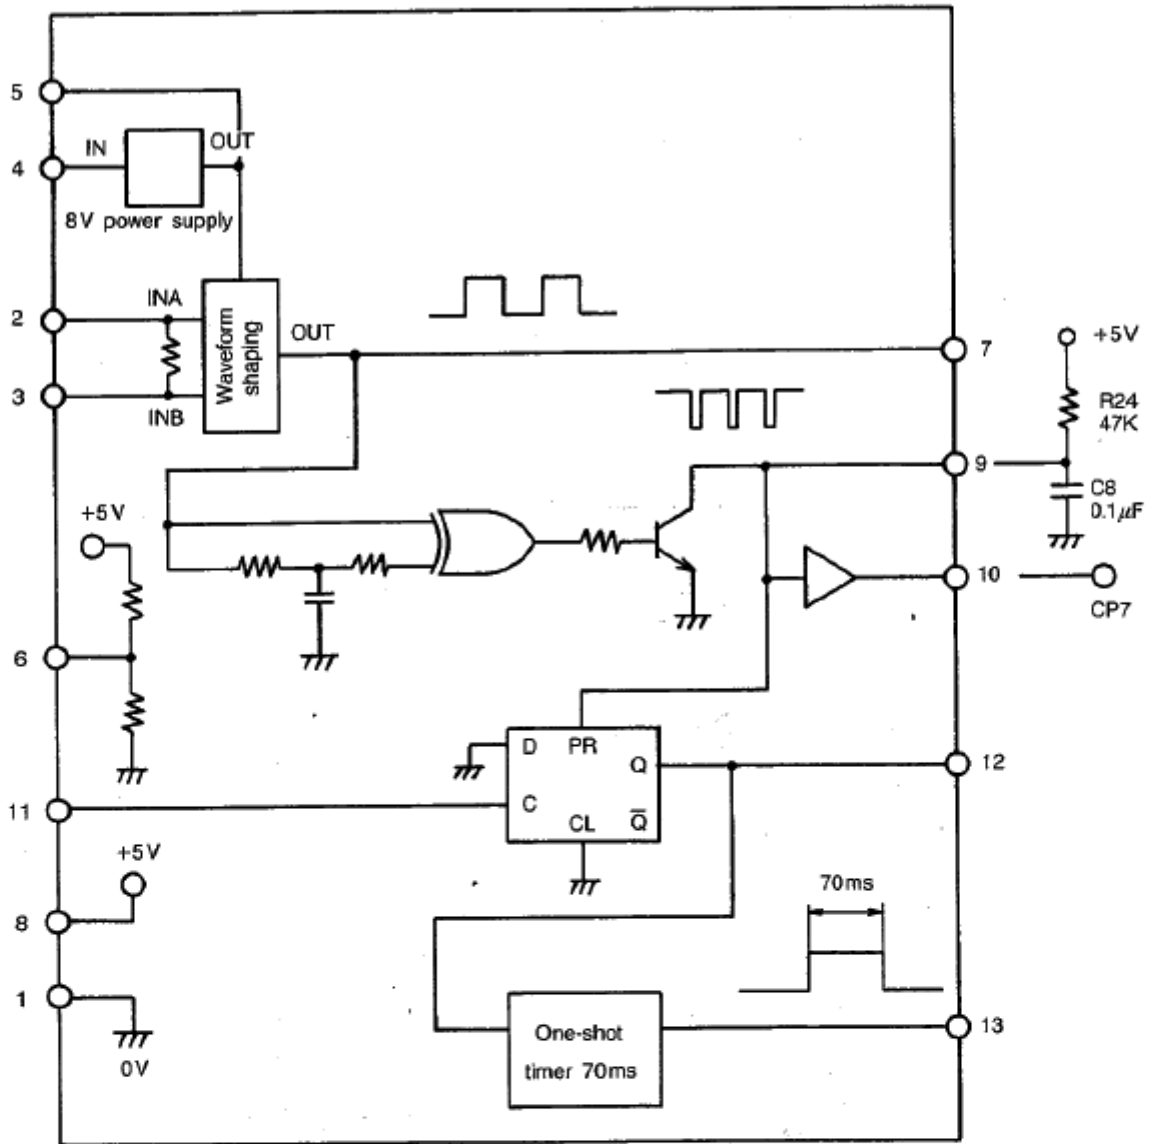 5
IN
OUT
4
8V power supply
INA
2
Waveform
shaping
OUT
7
+5V
3
INB
R24
47K
9
C8
0.1μF
+5V
10
CP7
6
D
PR
Q
12
11
C
CL
Q̅
+5V
8
70ms
1
0V
One-shot
timer 70ms
13